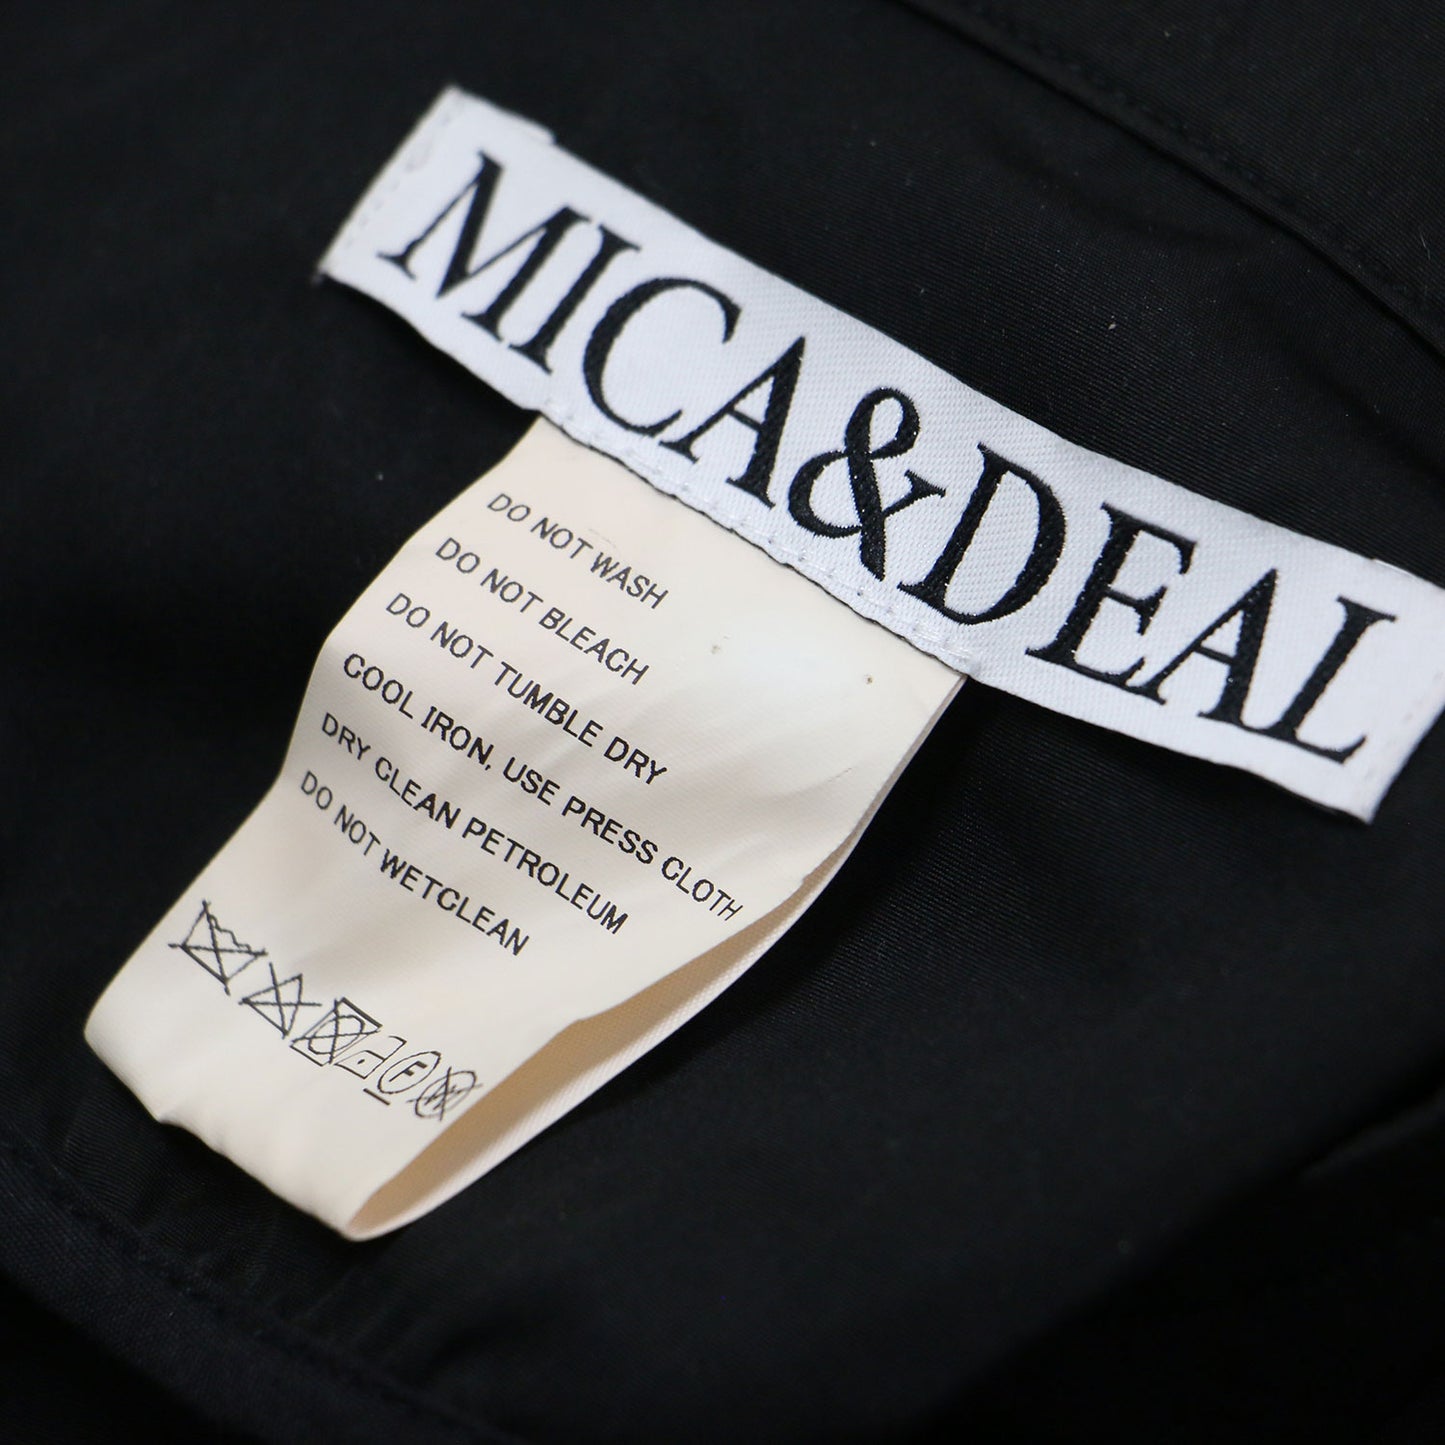 MICA&DEAL
DO NOT WASH
DO NOT BLEACH
DO NOT TUMBLE DRY
COOL IRON, USE PRESS CLOTH
DRY CLEAN PETROLEUM
DO NOT WETCLEAN
F W